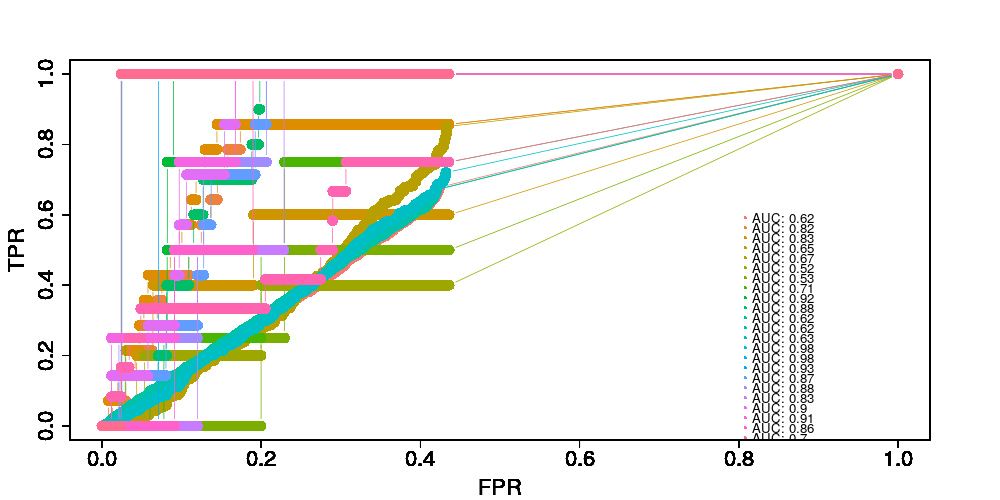 1.0
0.8
0.6
0.4
0.2
0.0
TPR
0.0 0.2 0.4 0.6 0.8 1.0
FPR
AUC: 0.62
AUC: 0.82
AUC: 0.83
AUC: 0.65
AUC: 0.67
AUC: 0.52
AUC: 0.53
AUC: 0.71
AUC: 0.92
AUC: 0.88
AUC: 0.62
AUC: 0.62
AUC: 0.63
AUC: 0.98
AUC: 0.98
AUC: 0.93
AUC: 0.87
AUC: 0.88
AUC: 0.83
AUC: 0.9
AUC: 0.91
AUC: 0.86
AUC: 0.7